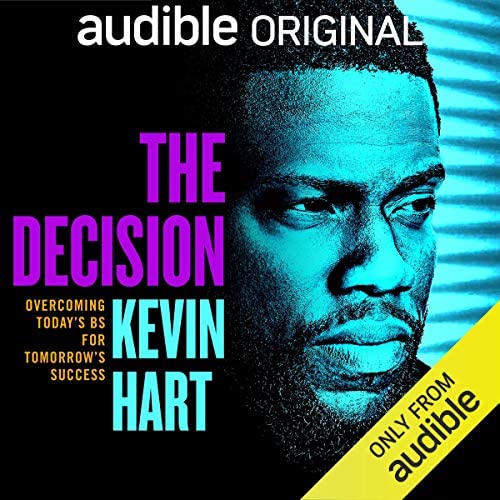 audible ORIGINAL
THE
DECISION
OVERCOMING
TODAY'S BS
FOR
TOMORROW'S
SUCCESS
KEVIN
HART
ONLY FROM
audible